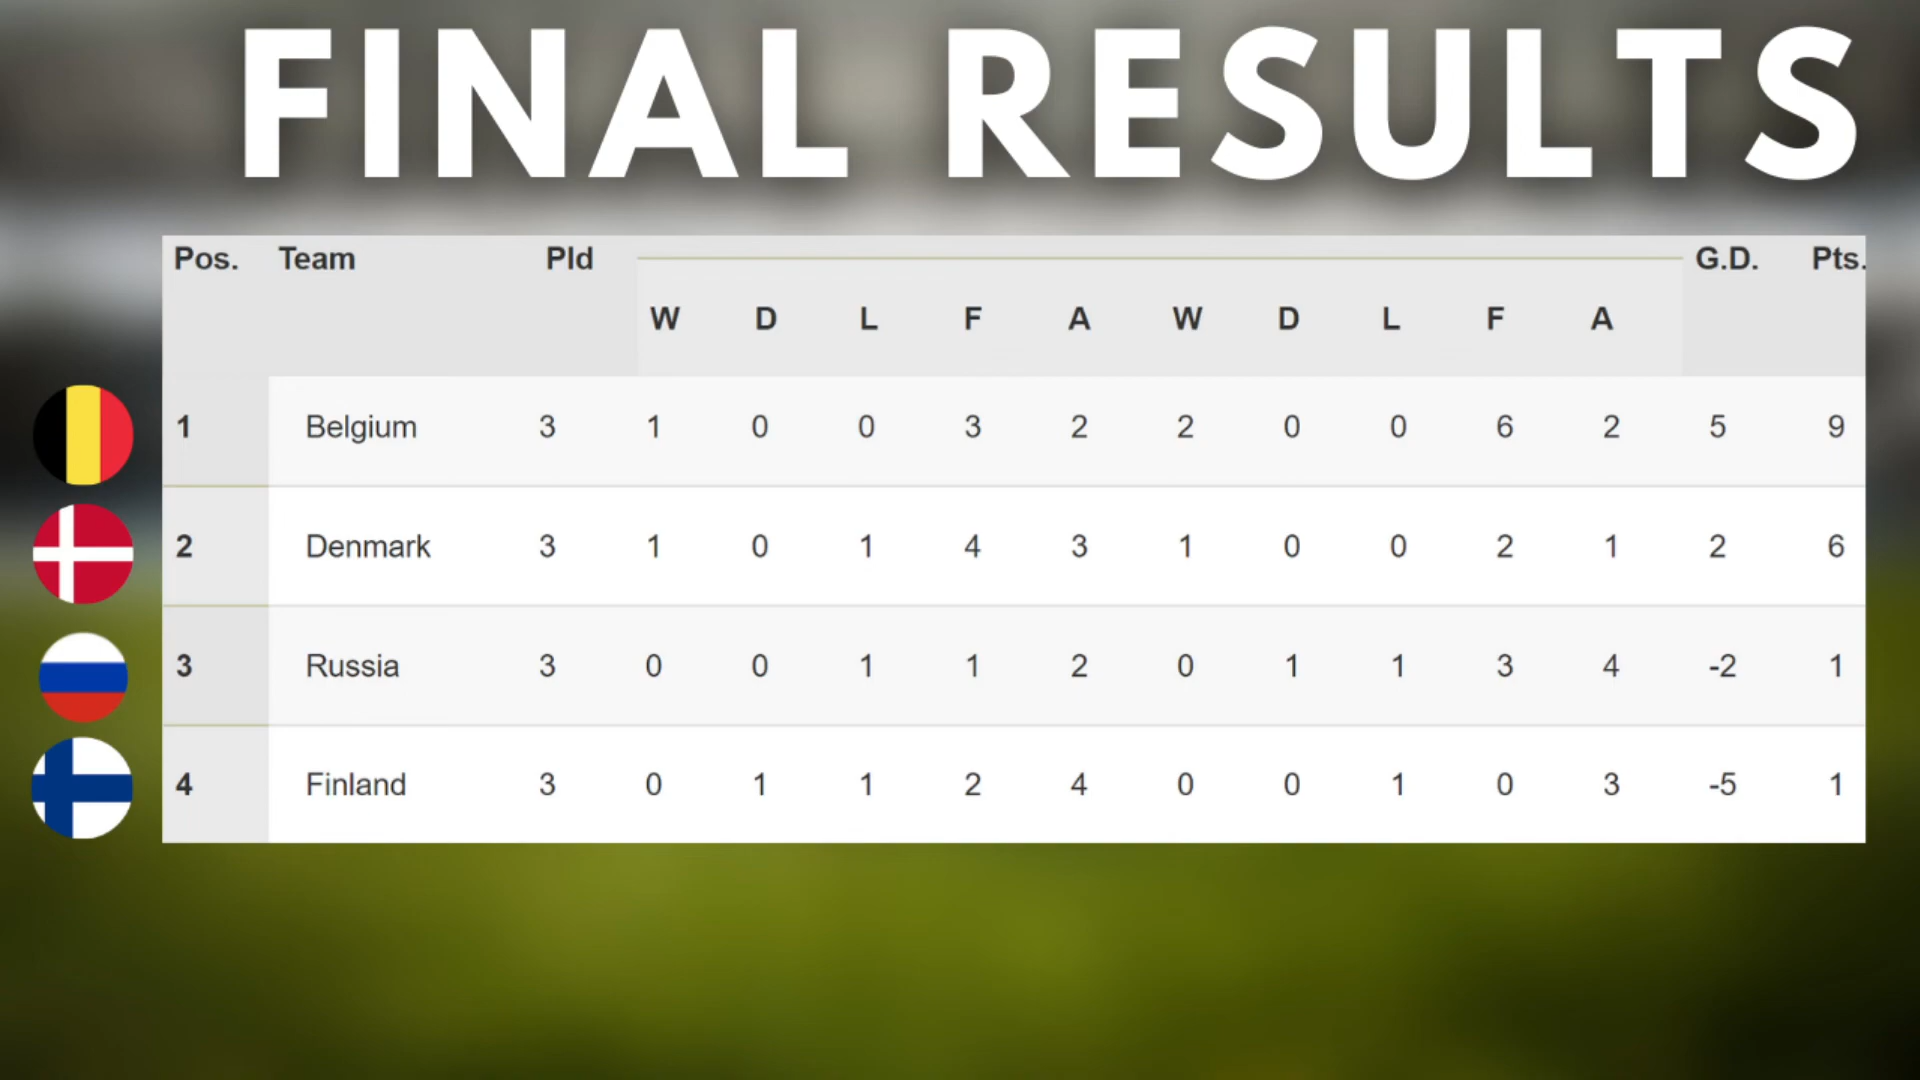 FINAL RESULTS
Pos. Team Pld G.D. Pts.
W D L F A W D L F A
1 Belgium 3 1 0 0 3 2 2 0 0 6 2 5 9
2 Denmark 3 1 0 1 4 3 1 0 0 2 1 2 6
3 Russia 3 0 0 1 1 2 0 1 1 3 4 -2 1
4 Finland 3 0 1 1 2 4 0 0 1 0 3 -5 1